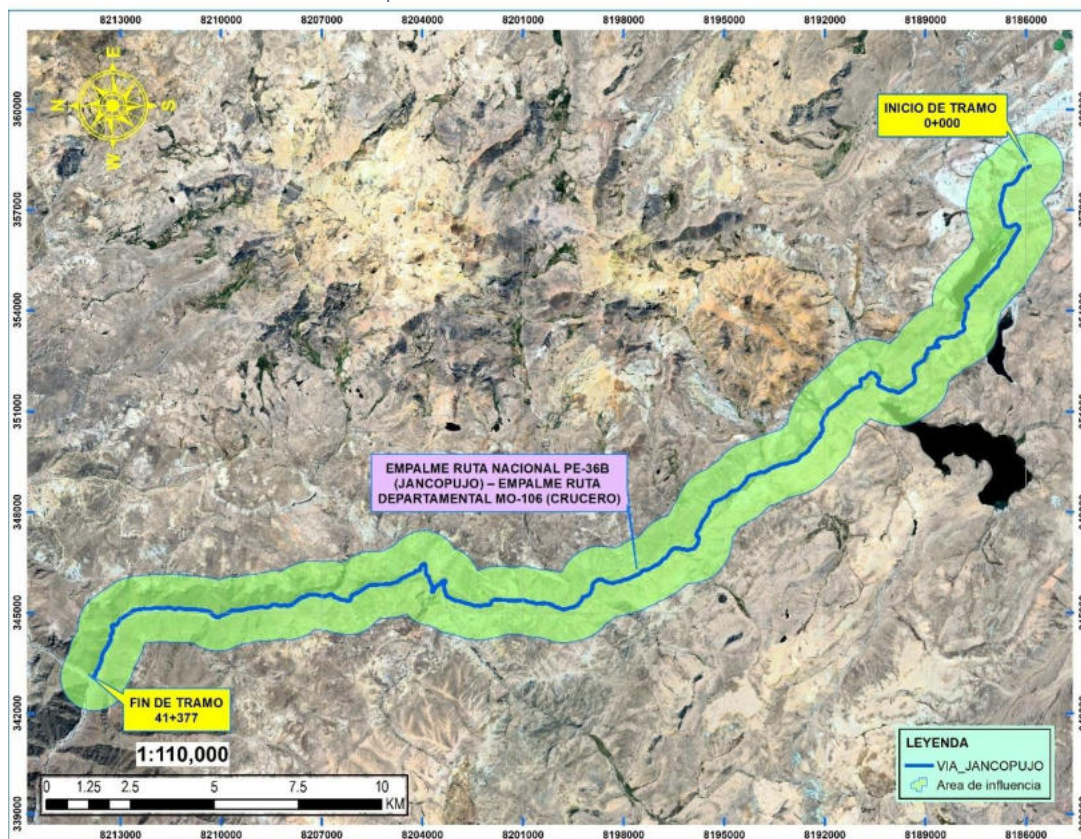 8213000 8210000 8207000 8204000 8201000 8198000 8195000 8192000 8189000 8186000
E
N S
W
360000
357000
354000
351000
348000
345000
342000
339000
INICIO DE TRAMO
0+000
EMPALME RUTA NACIONAL PE-36B
(JANCOPUJO) – EMPALME RUTA
DEPARTAMENTAL MO-106 (CRUCERO)
FIN DE TRAMO
41+377
1:110,000
0 1.25 2.5 5 7.5 10
KM
LEYENDA
VIA_JANCOPUJO
Area de influencia
8213000 8210000 8207000 8204000 8201000 8198000 8195000 8192000 8189000 8186000